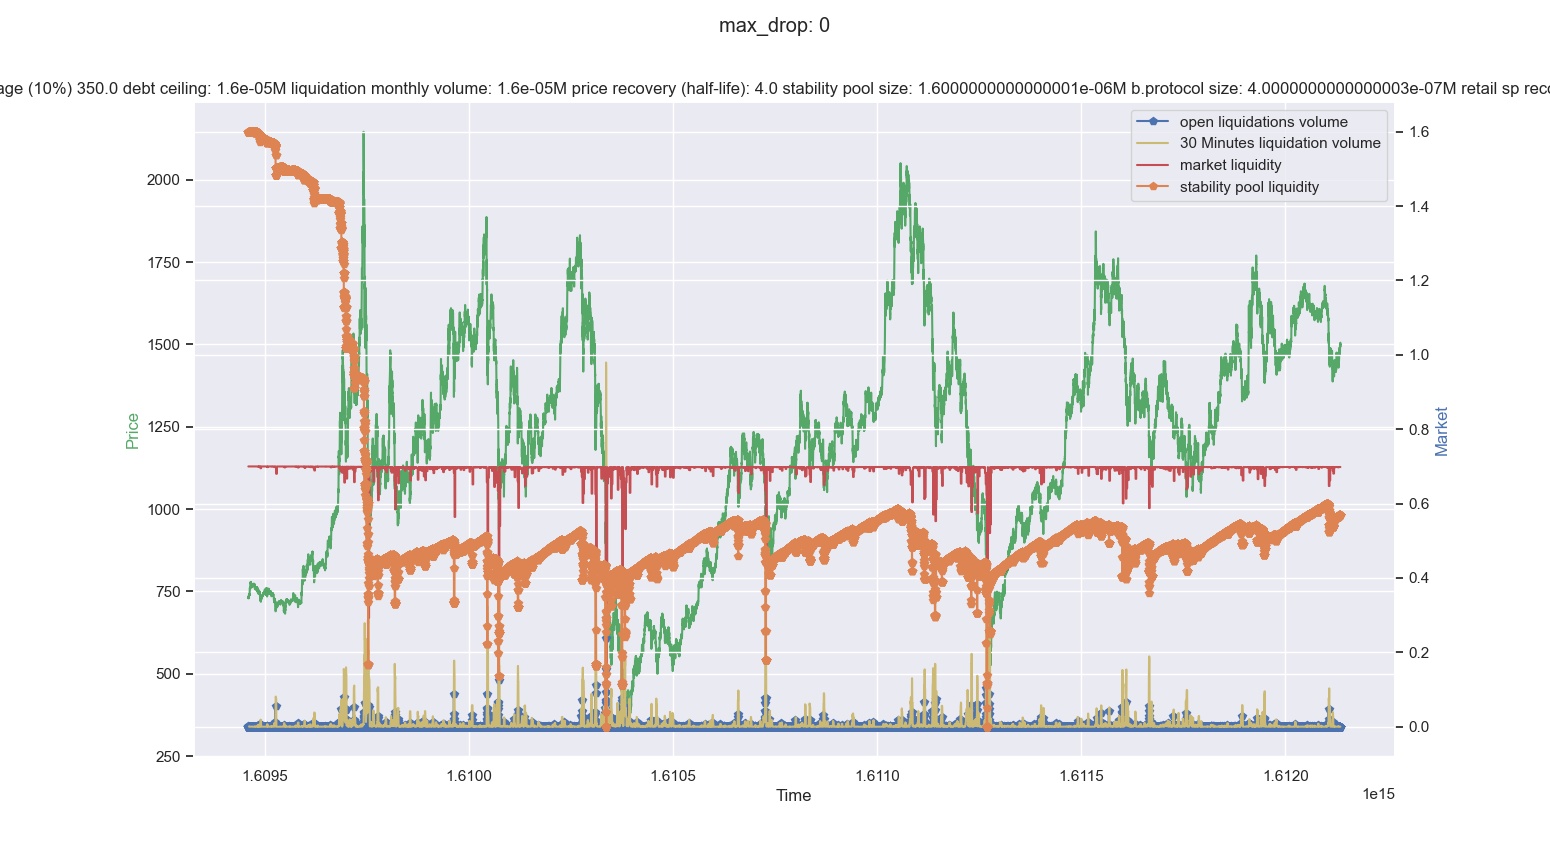 max_drop: 0
age (10%) 350.0 debt ceiling: 1.6e-05M liquidation monthly volume: 1.6e-05M price recovery (half-life): 4.0 stability pool size: 1.6000000000000001e-06M b.protocol size: 4.0000000000000003e-07M retail sp reco
open liquidations volume
30 Minutes liquidation volume
market liquidity
stability pool liquidity
2000
1750
1500
1250
1000
750
500
250
Price
1.6
1.4
1.2
1.0
0.8
0.6
0.4
0.2
0.0
Market
1.6095
1.6100
1.6105
1.6110
1.6115
1.6120
Time
1e15